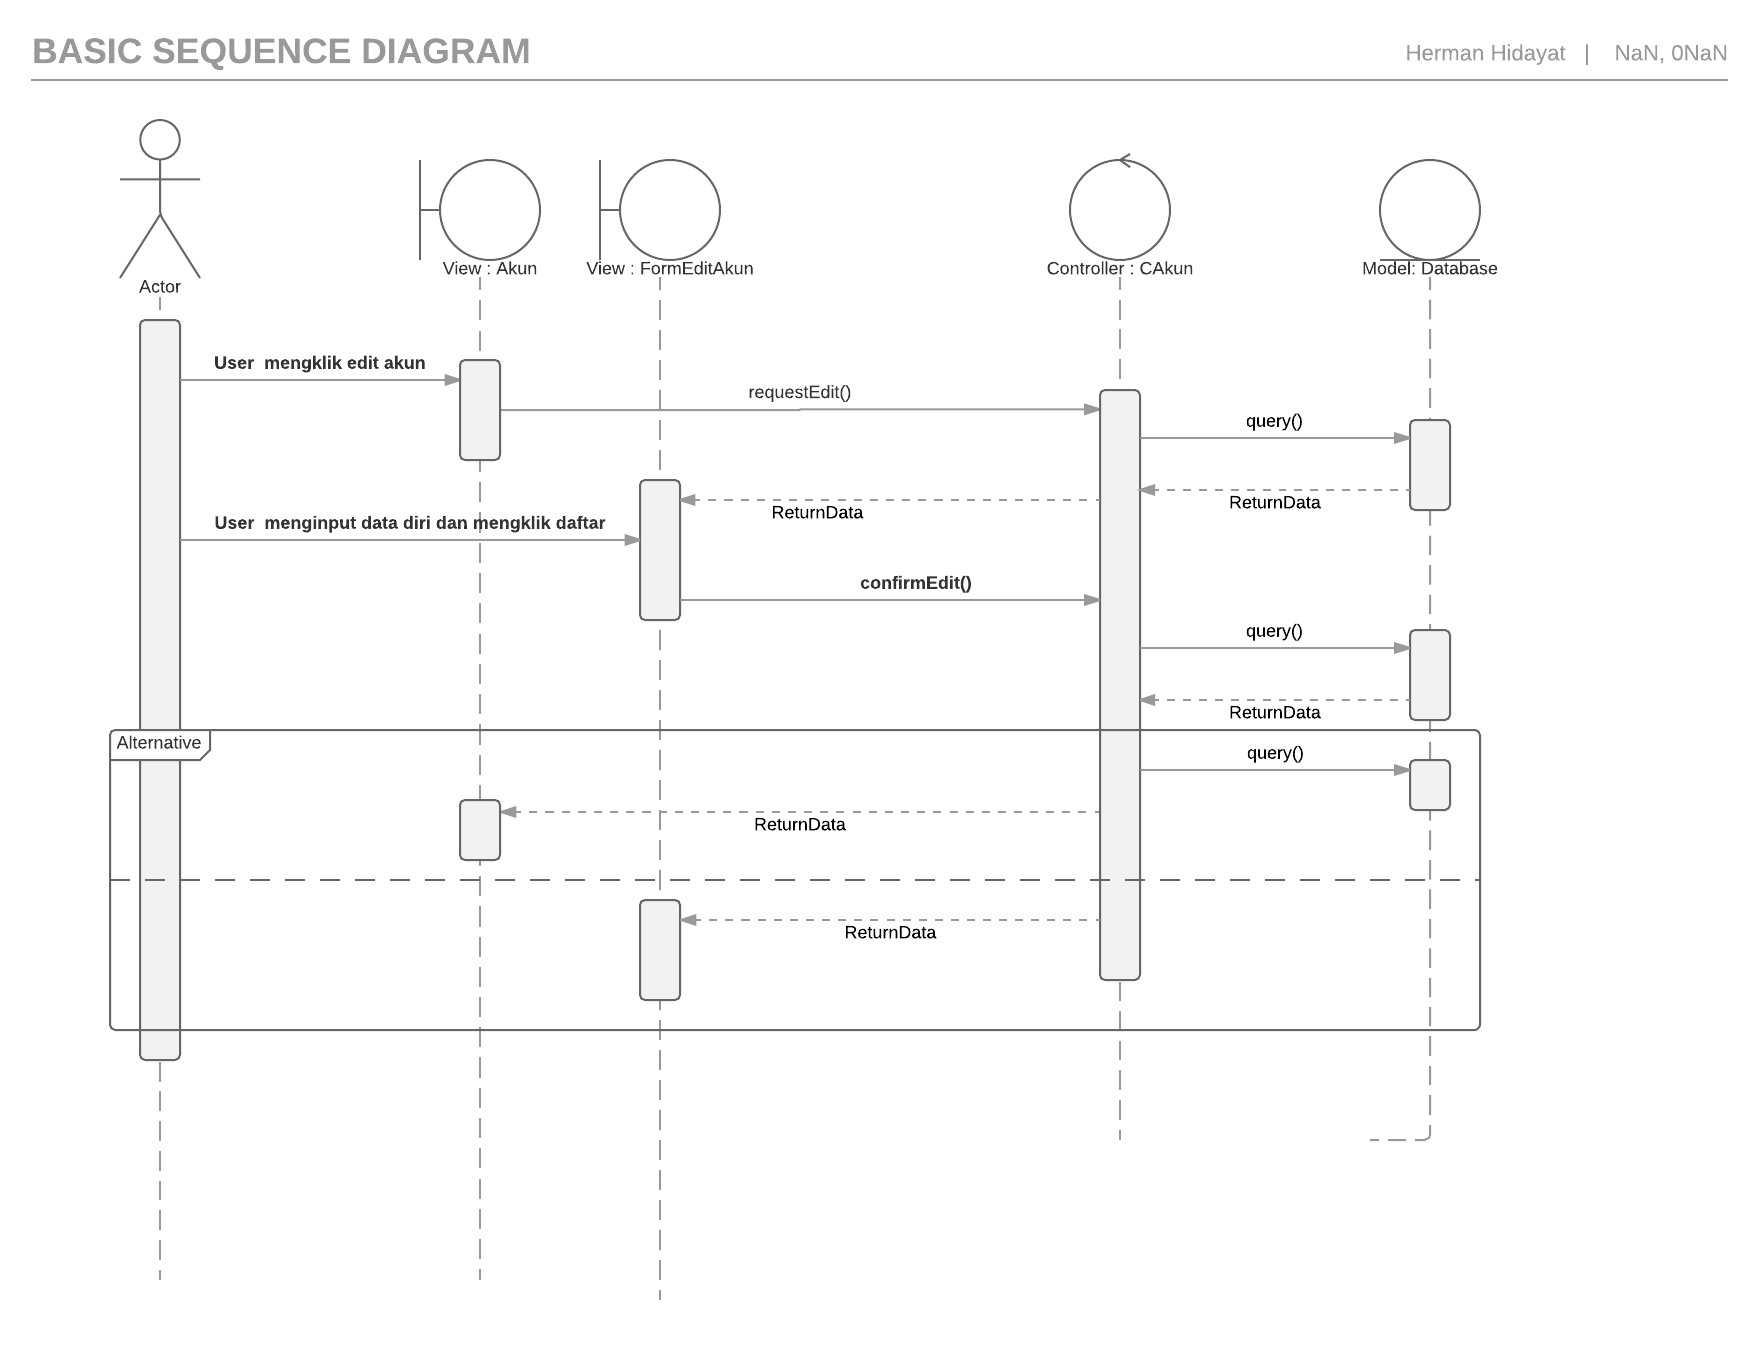 BASIC SEQUENCE DIAGRAM
Herman Hidayat | NaN, 0NaN
Actor
View : Akun
View : FormEditAkun
Controller : CAkun
Model: Database
User mengklik edit akun
requestEdit()
query()
ReturnData
ReturnData
User menginput data diri dan mengklik daftar
confirmEdit()
query()
ReturnData
Alternative
query()
ReturnData
ReturnData